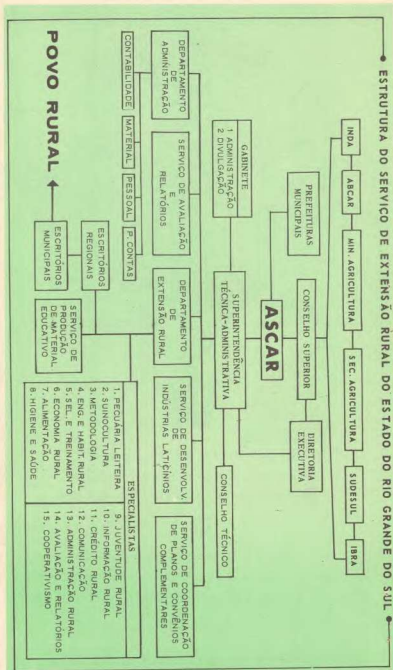 ESTRUTURA DO SERVIÇO DE EXTENSÃO RURAL DO ESTADO DO RIO GRANDE DO SUL
INDA
ABCAR
MIN. AGRICULTURA
SEC. AGRICULTURA
SUDESUL
IBRA
PREFEITURAS
MUNICIPAIS
CONSELHO SUPERIOR
DIRETORIA
EXECUTIVA
ASCAR
GABINETE
1 ADMINISTRAÇÃO
2 DIVULGAÇÃO
SUPERINTENDÊNCIA
TÉCNICA-ADMINISTRATIVA
CONSELHO TÉCNICO
DEPARTAMENTO
DE
ADMINISTRAÇÃO
SERVIÇO DE AVALIAÇÃO
E
RELATÓRIOS
DEPARTAMENTO
DE
EXTENSÃO RURAL
SERVIÇO DE DESENVOLV.
DE
INDÚSTRIAS LATICÍNIOS
SERVIÇO DE COORDENAÇÃO
DE PLANOS E CONVÊNIOS
COMPLEMENTARES
CONTABILIDADE
MATERIAL
PESSOAL
P. CONTAS
ESCRITÓRIOS
REGIONAIS
SERVIÇO DE
PRODUÇÃO
DE MATERIAL
EDUCATIVO
ESPECIALISTAS
1. PECUÁRIA LEITEIRA
2. SUINOCULTURA
3. METODOLOGIA
4. ENG. E HABIT. RURAL
5. SEL. E TREINAMENTO
6. ECONOMIA RURAL
7. ALIMENTAÇÃO
8. HIGIENE E SAÚDE
9. JUVENTUDE RURAL
10. INFORMAÇÃO RURAL
11. CRÉDITO RURAL
12. COMUNICAÇÃO
13. ADMINISTRAÇÃO RURAL
14. AVALIAÇÃO E RELATÓRIOS
15. COOPERATIVISMO
POVO RURAL
ESCRITÓRIOS
MUNICIPAIS